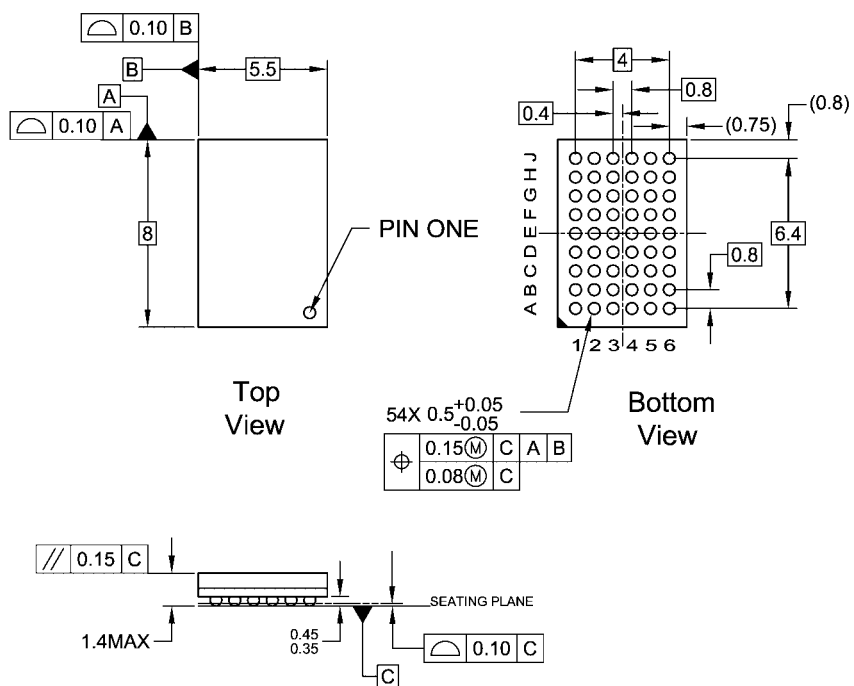 ⌓ 0.10 B
B
5.5
A
⌓ 0.10 A
8
PIN ONE
Top
View
4
0.8
0.4
(0.75)
(0.8)
J
H
G
F
E
D
C
B
A
6.4
0.8
1 2 3 4 5 6
54X 0.5 +0.05 -0.05
⌖ 0.15 Ⓜ C A B
0.08 Ⓜ C
Bottom
View
// 0.15 C
1.4MAX
0.45
0.35
SEATING PLANE
⌓ 0.10 C
C